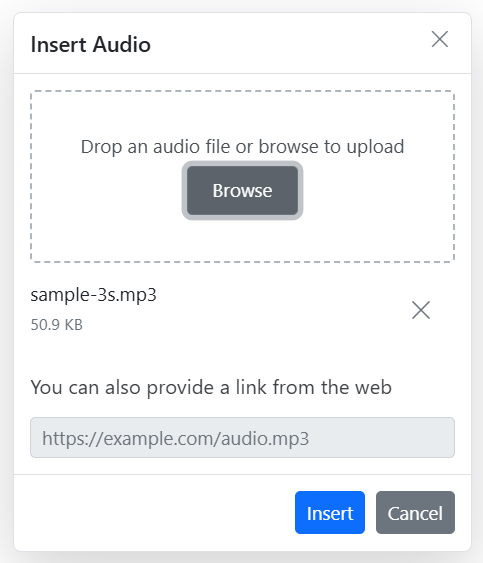 Insert Audio
Drop an audio file or browse to upload
Browse
sample-3s.mp3
50.9 KB
You can also provide a link from the web
https://example.com/audio.mp3
Insert Cancel